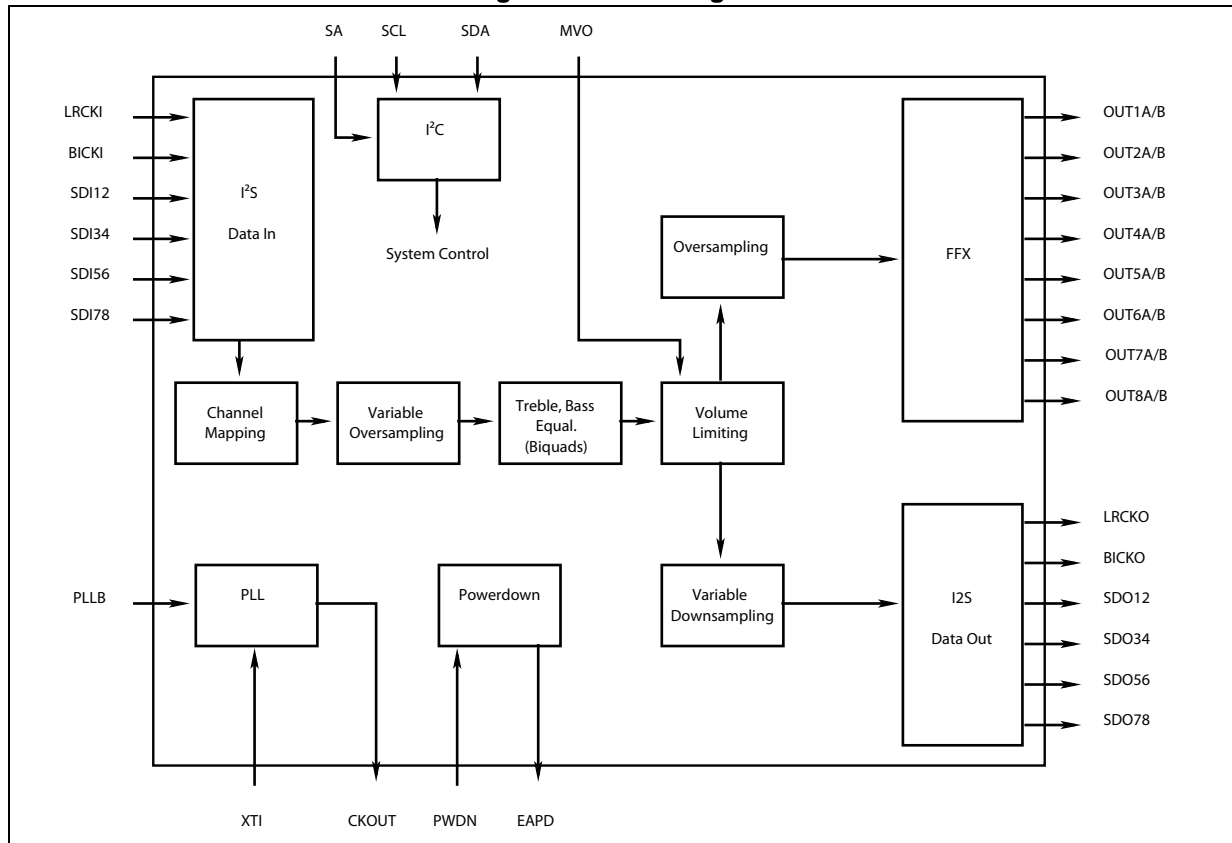 SA
SCL
SDA
MVO
LRCKI
BICKI
SDI12
SDI34
SDI56
SDI78
I²S
Data In
I²C
System Control
Oversampling
FFX
OUT1A/B
OUT2A/B
OUT3A/B
OUT4A/B
OUT5A/B
OUT6A/B
OUT7A/B
OUT8A/B
Channel
Mapping
Variable
Oversampling
Treble, Bass
Equal.
(Biquads)
Volume
Limiting
PLLB
PLL
Powerdown
Variable
Downsampling
I2S
Data Out
LRCKO
BICKO
SDO12
SDO34
SDO56
SDO78
XTI
CKOUT
PWDN
EAPD